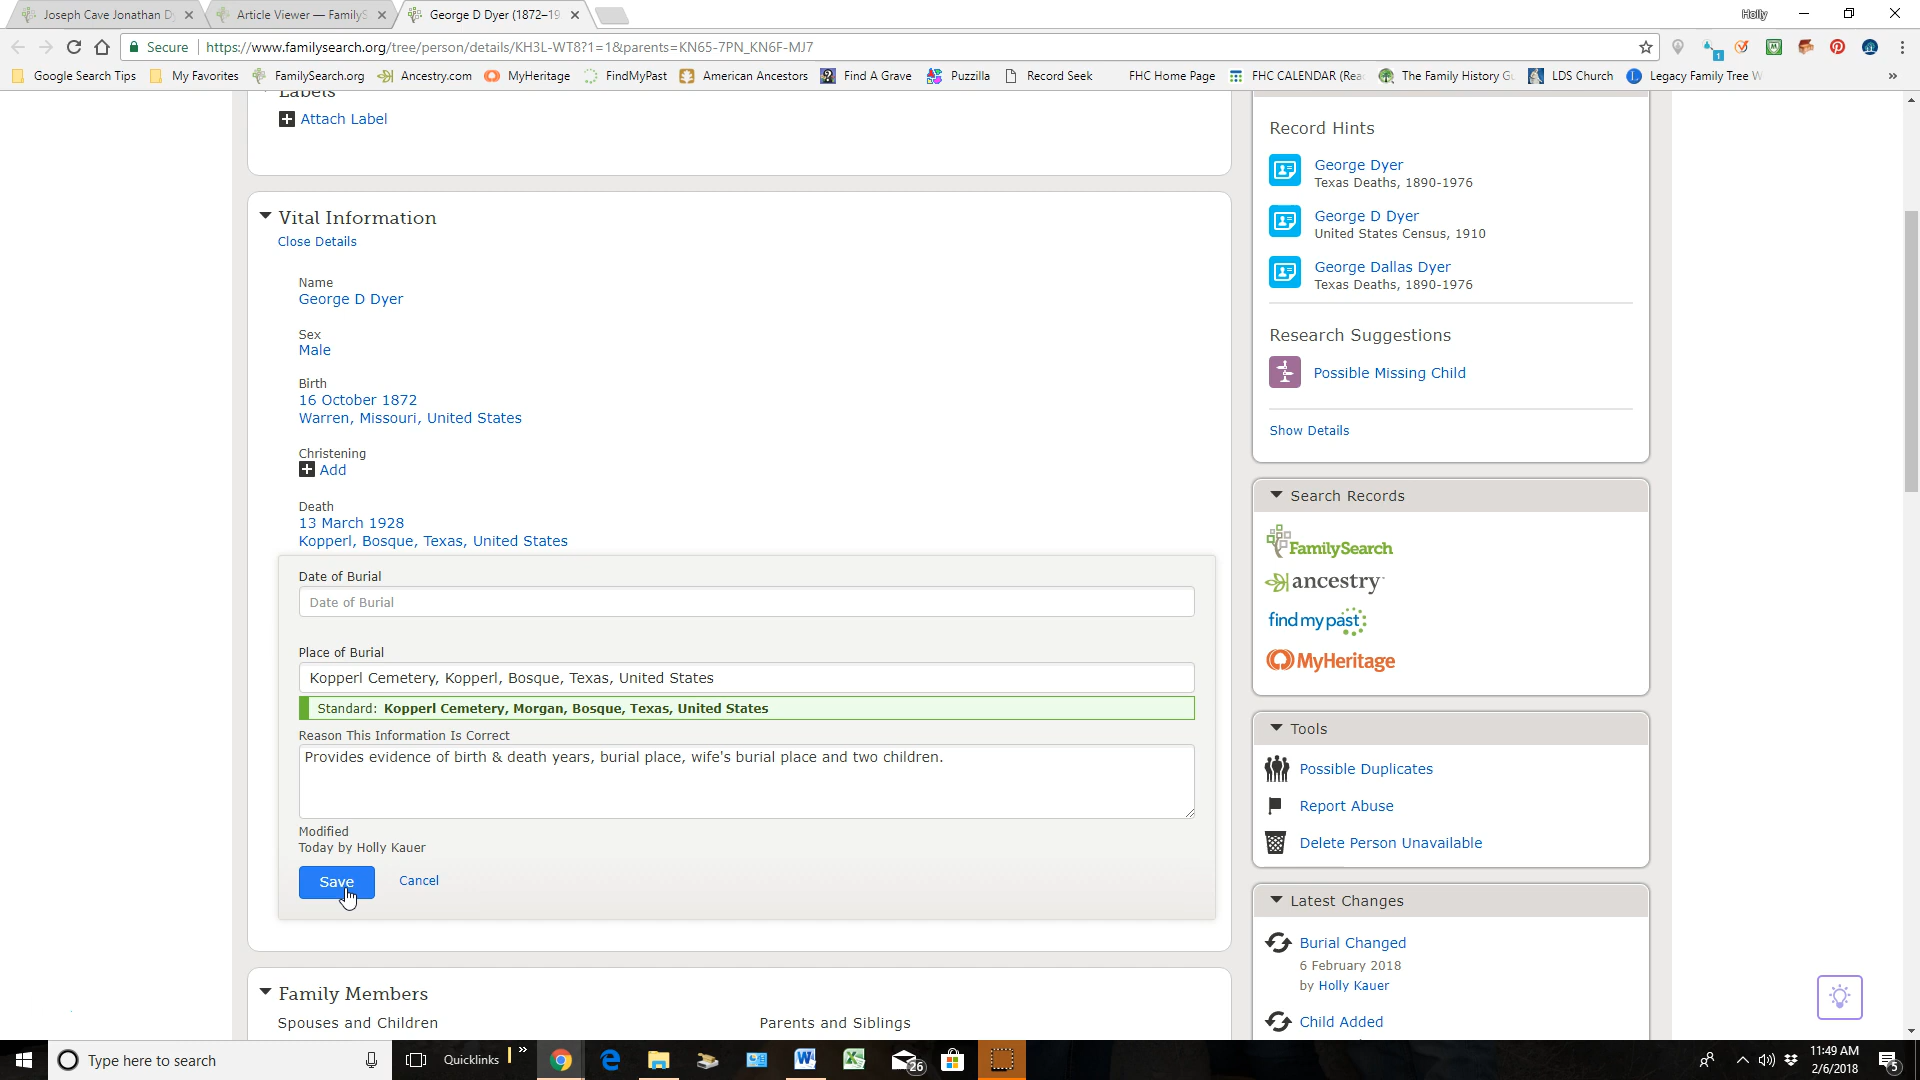 Joseph Cave Jonathan D
Article Viewer — FamilyS
George D Dyer (1872–19
Holly
Secure
https://www.familysearch.org/tree/person/details/KH3L-WT8?1=1&parents=KN65-7PN_KN6F-MJ7
1
Google Search Tips
My Favorites
FamilySearch.org
Ancestry.com
MyHeritage
FindMyPast
American Ancestors
Find A Grave
Puzzilla
Record Seek
FHC Home Page
FHC CALENDAR (Rea
The Family History G
LDS Church
Legacy Family Tree W
»
Labels
Attach Label
Vital Information
Close Details
Name
George D Dyer
Sex
Male
Birth
16 October 1872
Warren, Missouri, United States
Christening
Add
Death
13 March 1928
Kopperl, Bosque, Texas, United States
Date of Burial
Date of Burial
Place of Burial
Kopperl Cemetery, Kopperl, Bosque, Texas, United States
Standard: Kopperl Cemetery, Morgan, Bosque, Texas, United States
Reason This Information Is Correct
Provides evidence of birth & death years, burial place, wife's burial place and two children.
Modified
Today by Holly Kauer
Save
Cancel
Family Members
Spouses and Children
Parents and Siblings
Record Hints
George Dyer
Texas Deaths, 1890-1976
George D Dyer
United States Census, 1910
George Dallas Dyer
Texas Deaths, 1890-1976
Research Suggestions
Possible Missing Child
Show Details
Search Records
FamilySearch
ancestry
findmypast
MyHeritage
Tools
Possible Duplicates
Report Abuse
Delete Person Unavailable
Latest Changes
Burial Changed
6 February 2018
by Holly Kauer
Child Added
Type here to search
Quicklinks
»
26
11:49 AM
2/6/2018
5